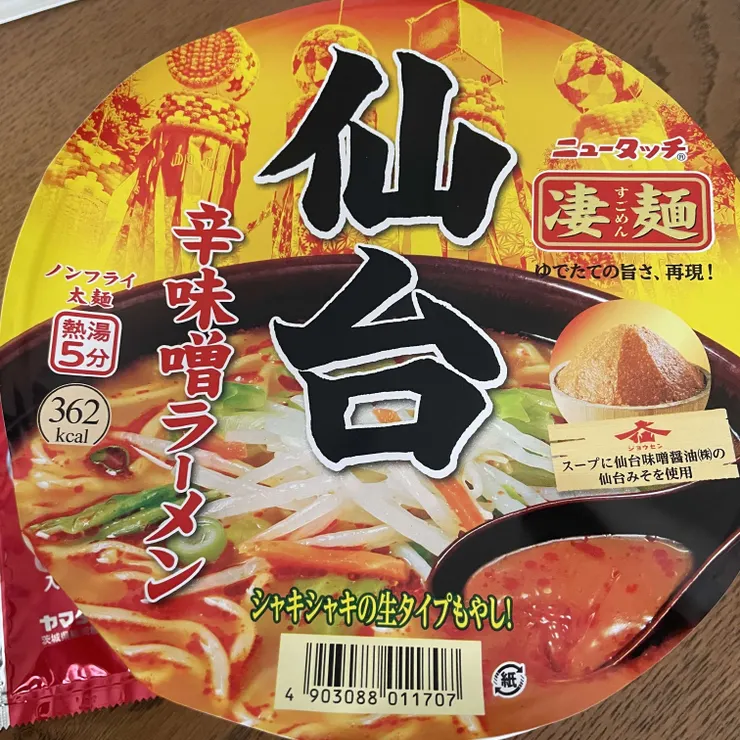 仙台
辛味噌ラーメン
ニュータッチ®
凄麺
すごめん
ゆでたての旨さ、再現!
ノンフライ
太麺
熱湯
5分
362
kcal
仙
ジョウセン
スープに仙台味噌醤油㈱の
仙台みそを使用
シャキシャキの生タイプもやし!
4 903088 011707
紙
ヤマ